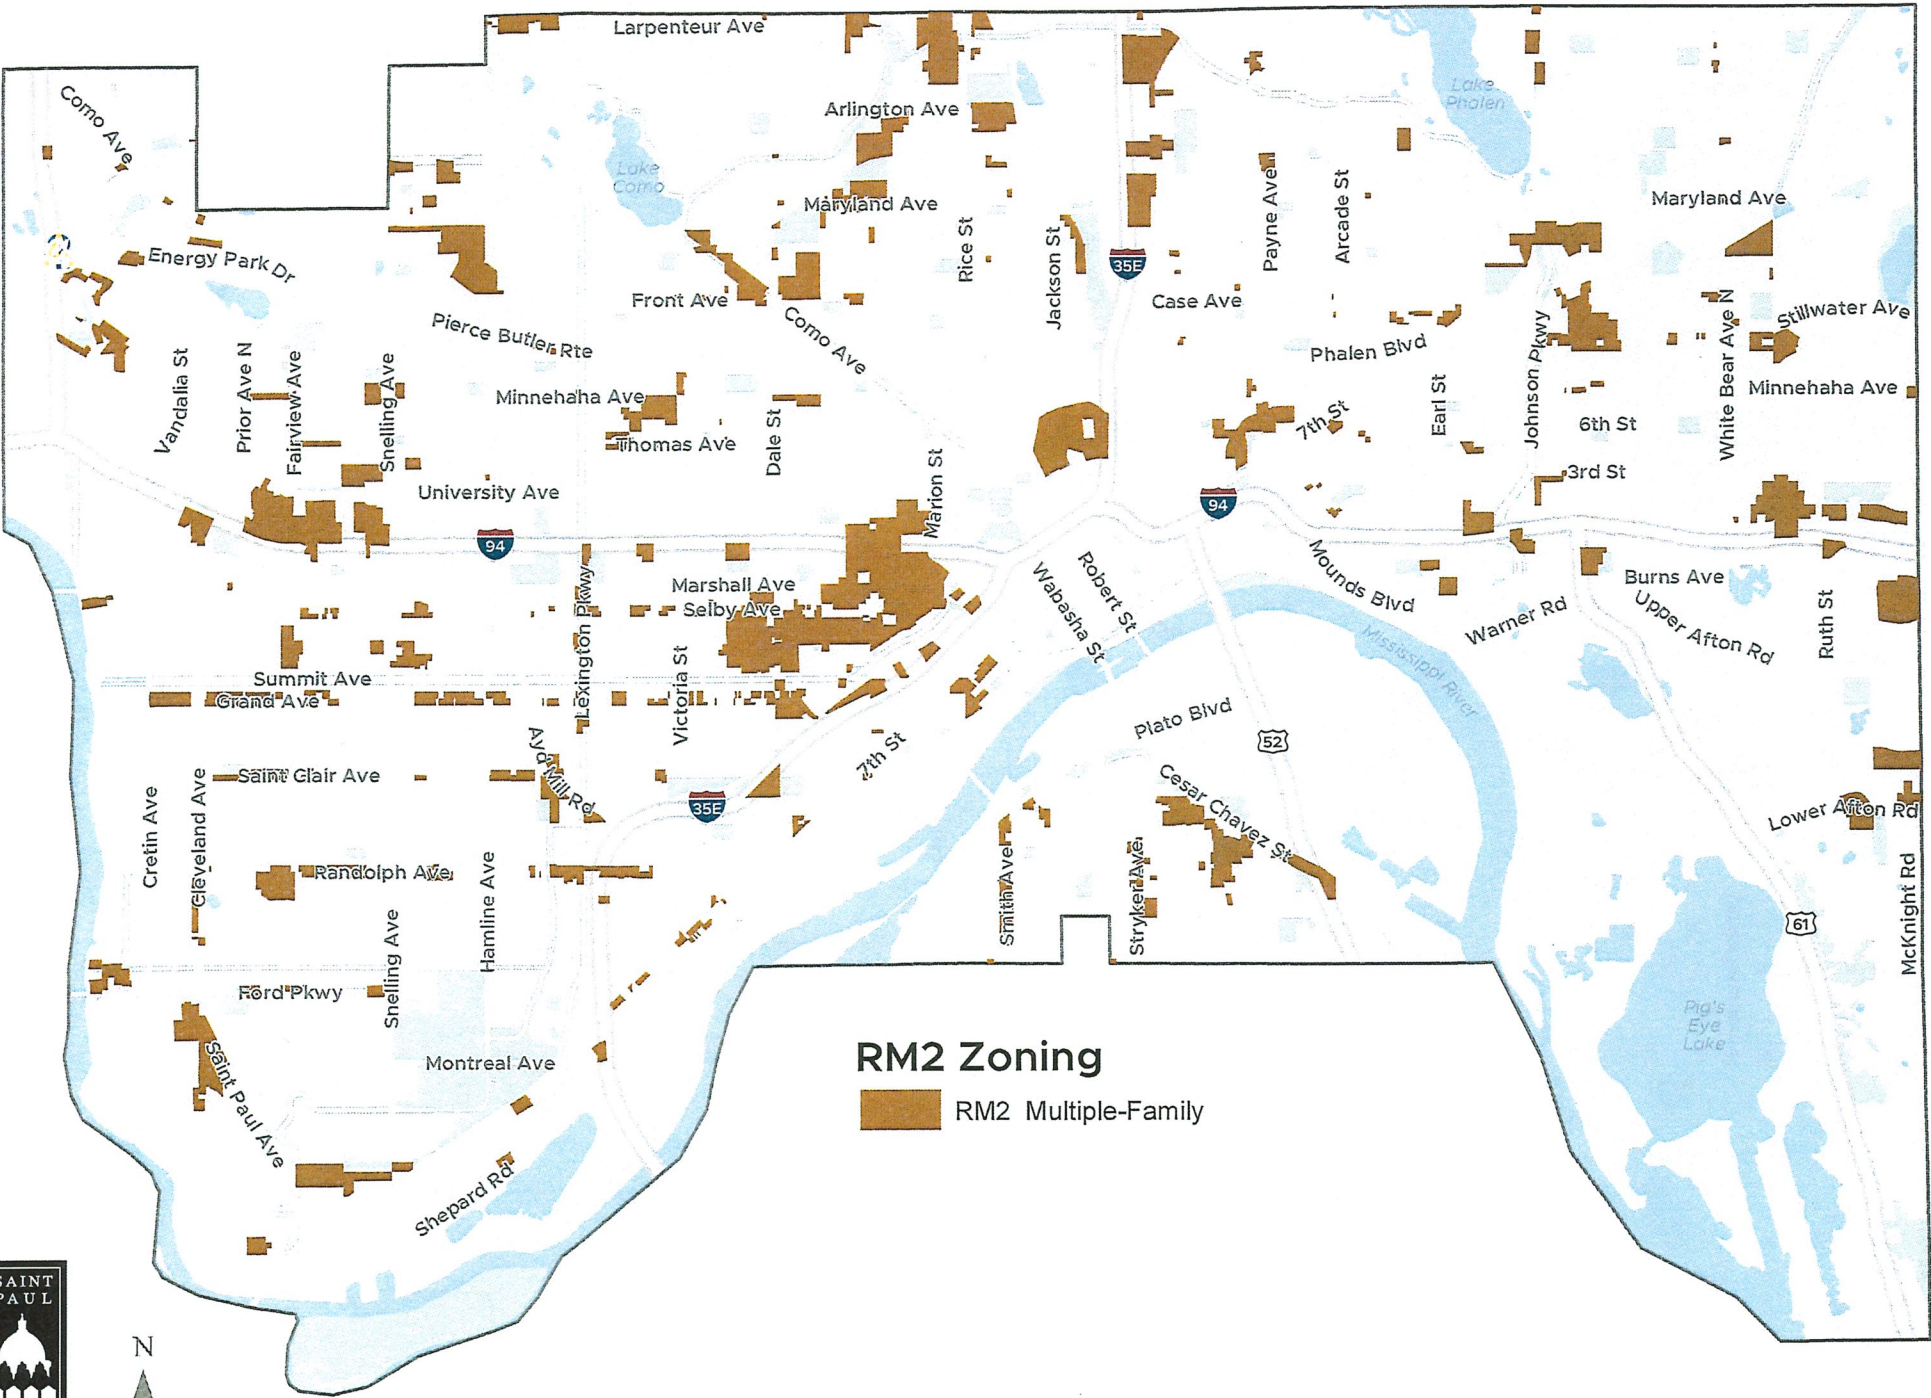 Larpenteur Ave
Como Ave
Arlington Ave
Lake
Phalen
Lake
Como
Maryland Ave
Maryland Ave
Energy Park Dr
Rice St
Jackson St
35E
Payne Ave
Arcade St
Front Ave
Case Ave
Stillwater Ave
Pierce Butler Rte
Como Ave
Phalen Blvd
Johnson Pkwy
White Bear Ave N
Vandalia St
Prior Ave N
Fairview Ave
Snelling Ave
Minnehaha Ave
Minnehaha Ave
Thomas Ave
Dale St
7th St
Earl St
6th St
3rd St
University Ave
Marion St
94
94
Marshall Ave
Selby Ave
Lexington Pkwy
Wabasha St
Robert St
Mounds Blvd
Burns Ave
Warner Rd
Upper Afton Rd
Ruth St
Mississippi River
Summit Ave
Grand Ave
Victoria St
7th St
Plato Blvd
52
Ayd Mill Rd
Saint Clair Ave
35E
Cesar Chavez St
Lower Afton Rd
Cretin Ave
Cleveland Ave
Randolph Ave
Hamline Ave
Smith Ave
Stryker Ave
61
McKnight Rd
Snelling Ave
Ford Pkwy
Pig's
Eye
Lake
Montreal Ave
Saint Paul Ave
Shepard Rd
RM2 Zoning
RM2 Multiple-Family
SAINT
PAUL
N